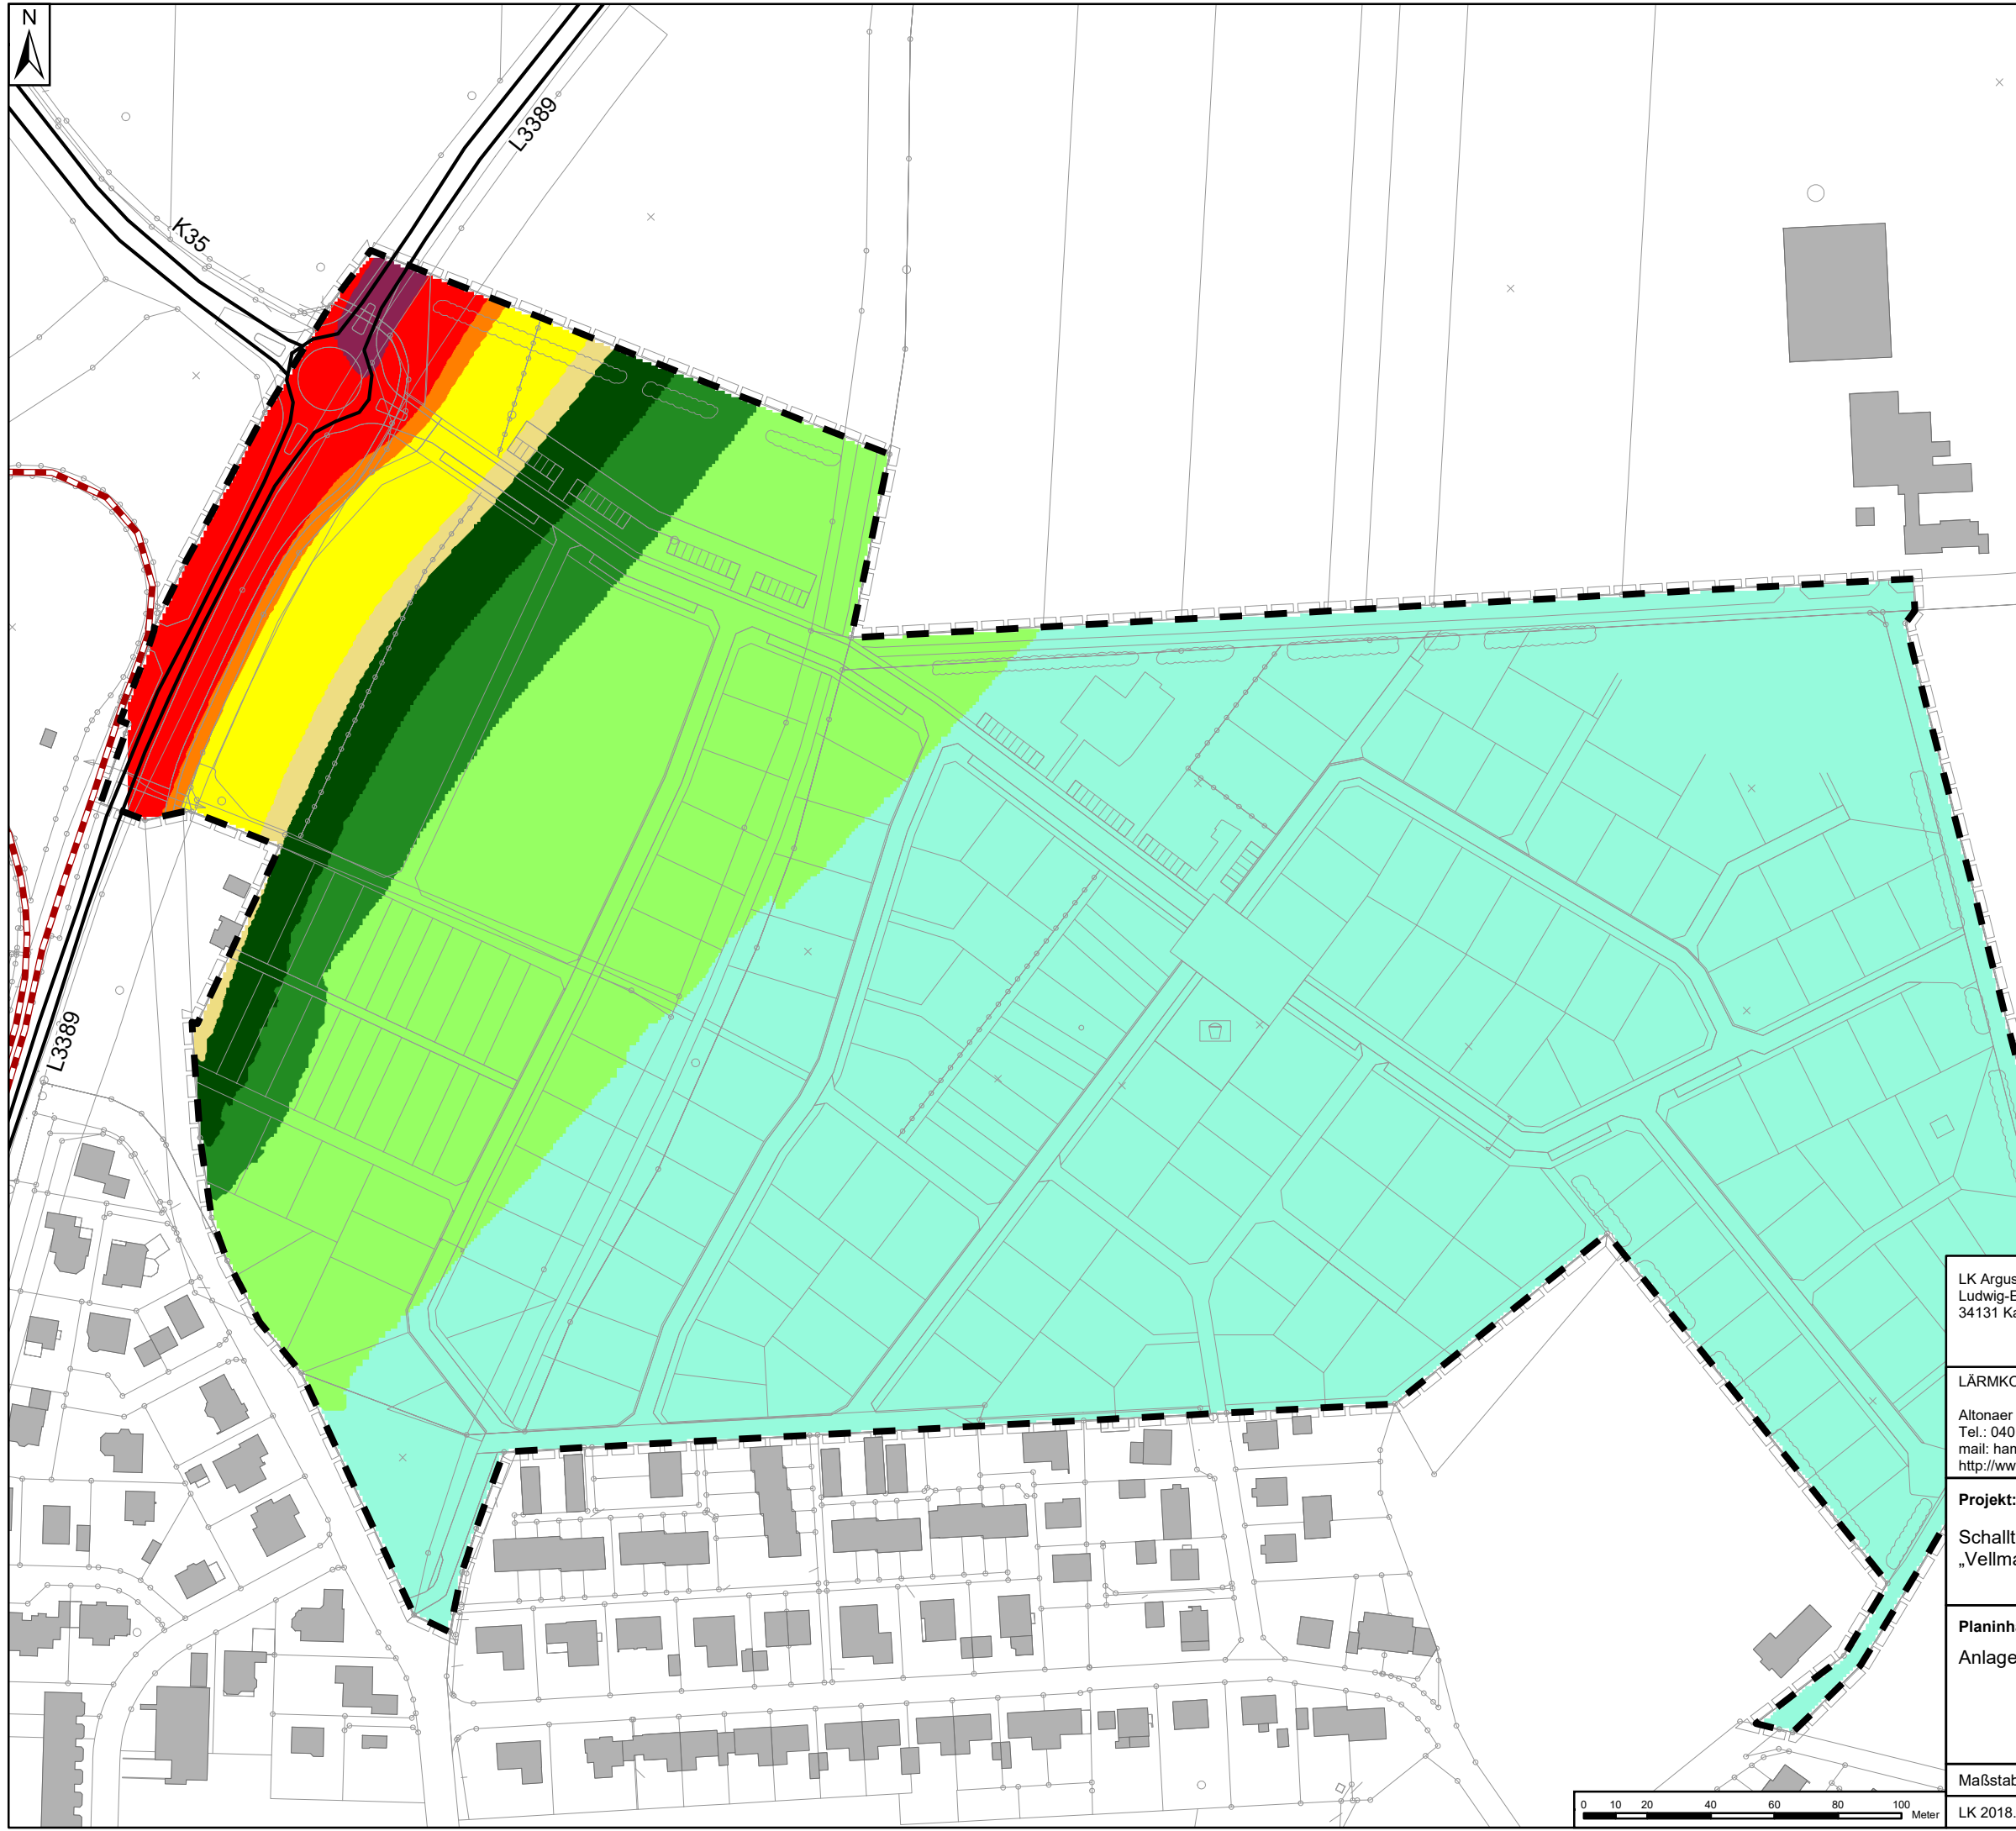 N
L3389
K35
L3389
LK Argus
Ludwig-E
34131 Ka
LÄRMKO
Altonaer
Tel.: 040
mail: ham
http://ww
Projekt:
Schallt
„Vellma
Planinha
Anlage
Maßstab
LK 2018.
0 10 20 40 60 80 100 Meter